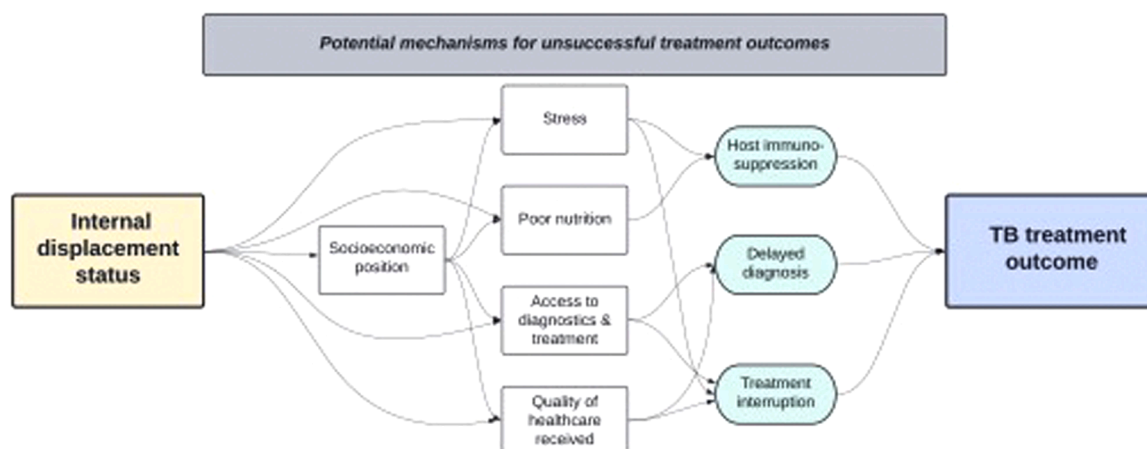 Potential mechanisms for unsuccessful treatment outcomes
Stress
Host immuno-
suppression
Internal
displacement
status
Poor nutrition
Socioeconomic
position
TB treatment
outcome
Delayed
diagnosis
Access to
diagnostics &
treatment
Treatment
interruption
Quality of
healthcare
received